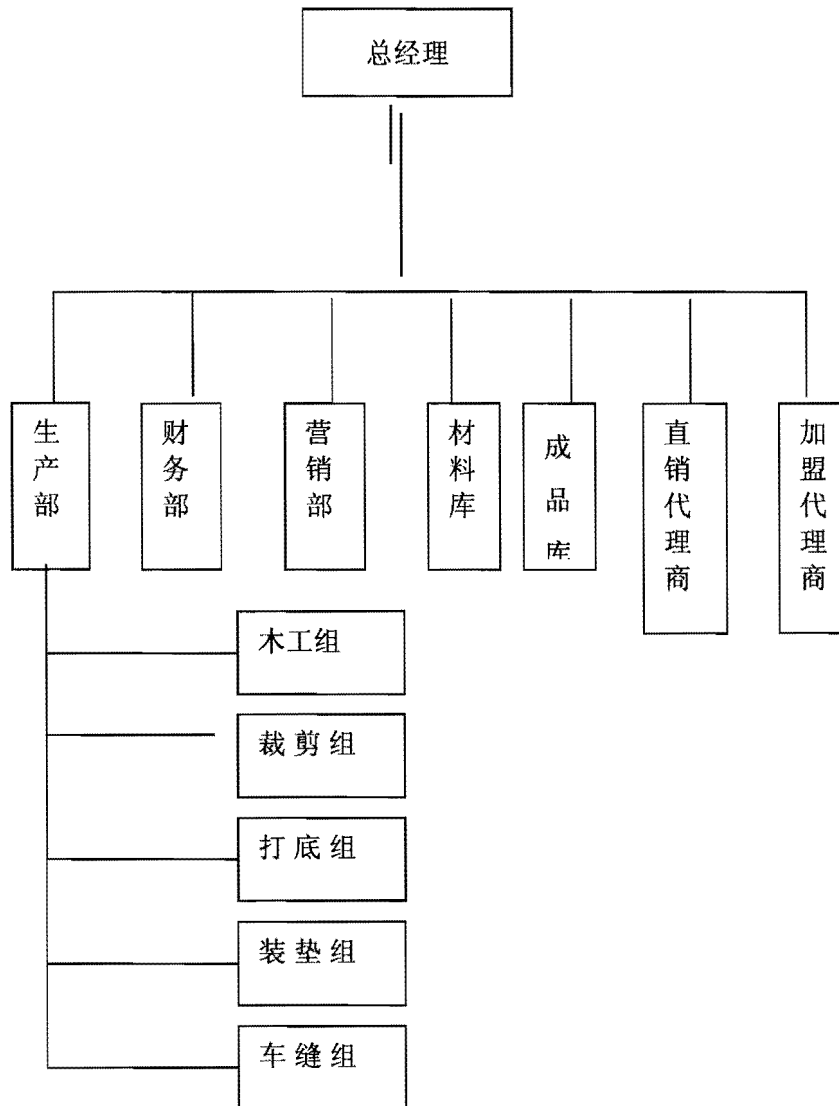 总经理
生产部
财务部
营销部
材料库
成品库
直销代理商
加盟代理商
木工组
裁剪组
打底组
装垫组
车缝组